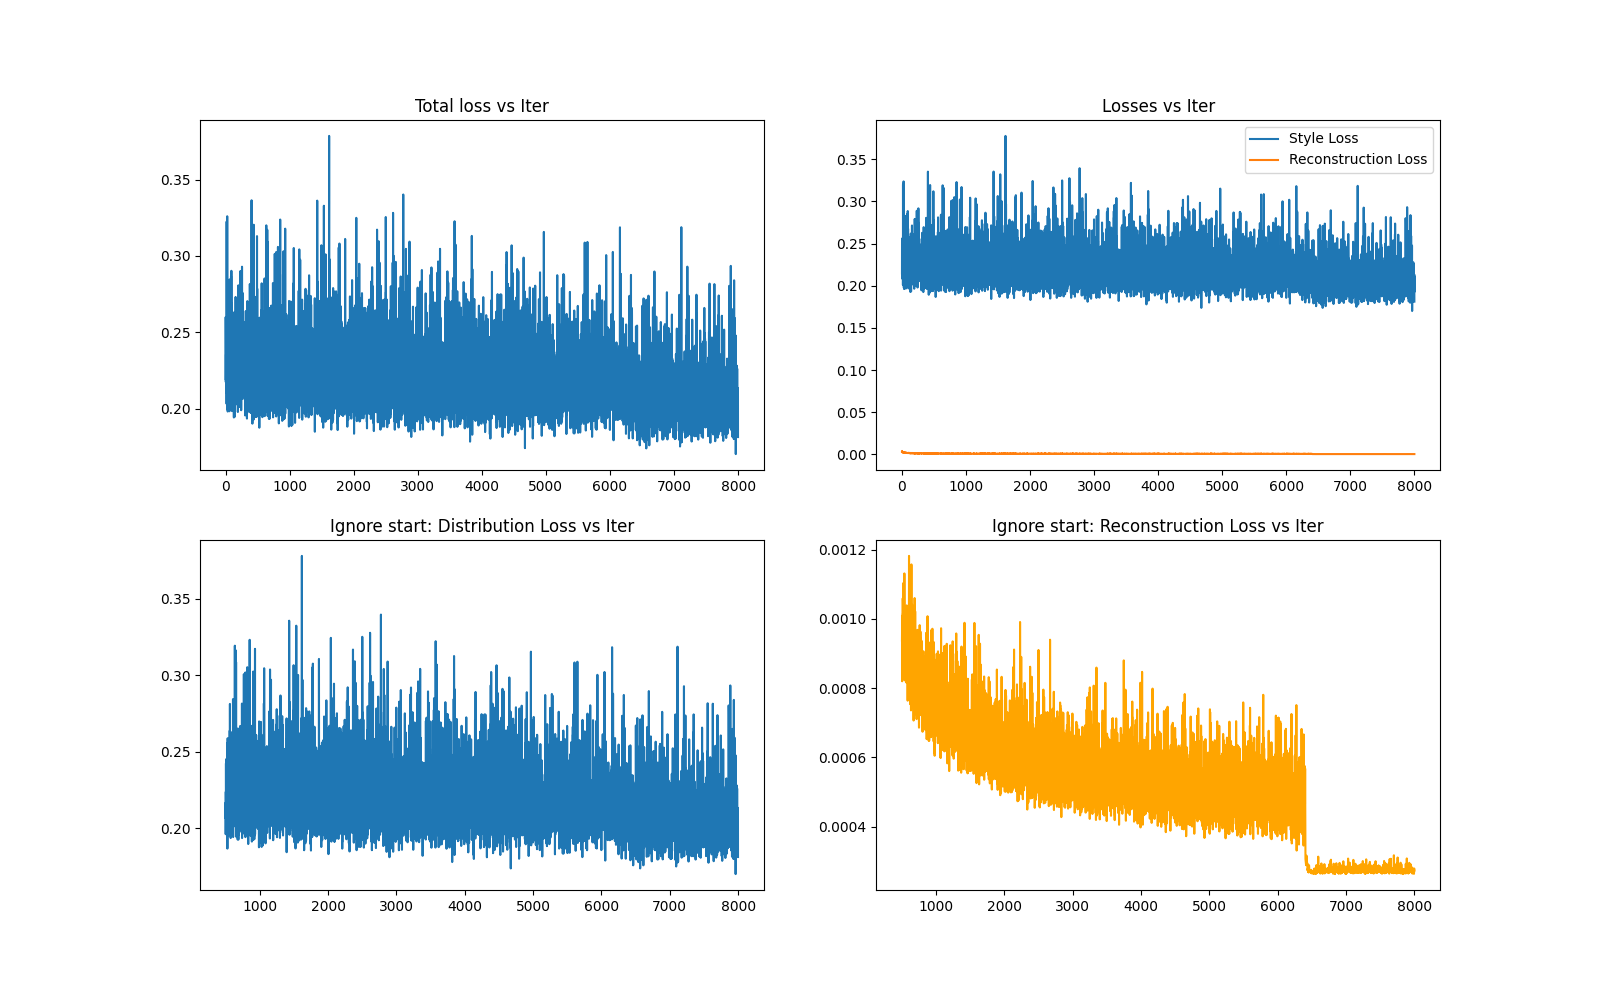 Total loss vs Iter
0.35
0.30
0.25
0.20
0 1000 2000 3000 4000 5000 6000 7000 8000
Losses vs Iter
Style Loss
Reconstruction Loss
0.35
0.30
0.25
0.20
0.15
0.10
0.05
0.00
0 1000 2000 3000 4000 5000 6000 7000 8000
Ignore start: Distribution Loss vs Iter
0.35
0.30
0.25
0.20
1000 2000 3000 4000 5000 6000 7000 8000
Ignore start: Reconstruction Loss vs Iter
0.0012
0.0010
0.0008
0.0006
0.0004
1000 2000 3000 4000 5000 6000 7000 8000